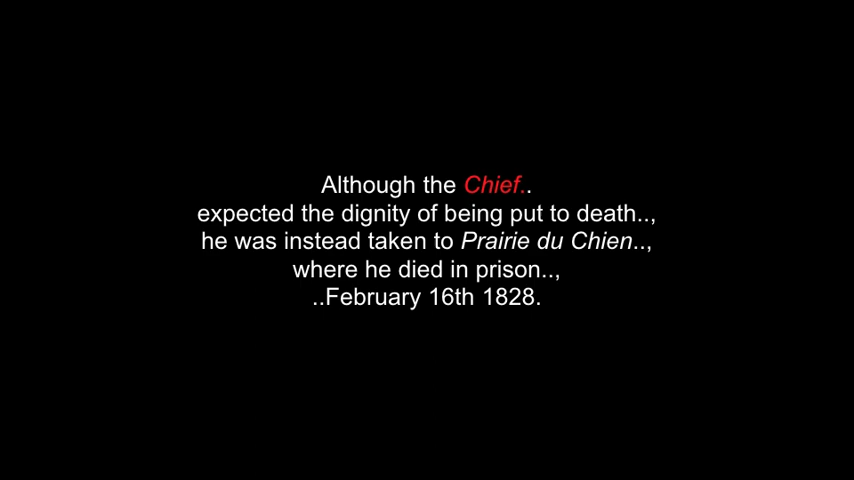 Although the Chief..
expected the dignity of being put to death..,
he was instead taken to Prairie du Chien..,
where he died in prison..,
..February 16th 1828.